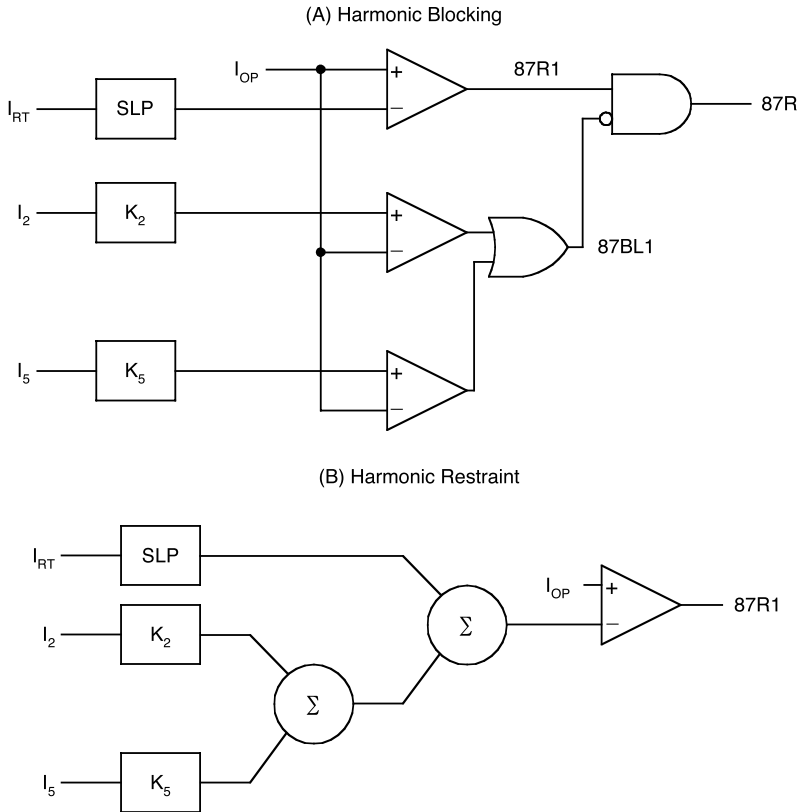 (A) Harmonic Blocking
I_OP
+
87R1
I_RT
SLP
−
87R
I_2
K_2
+
−
87BL1
I_5
K_5
+
−
(B) Harmonic Restraint
I_RT
SLP
I_OP
+
87R1
I_2
K_2
Σ
−
Σ
I_5
K_5